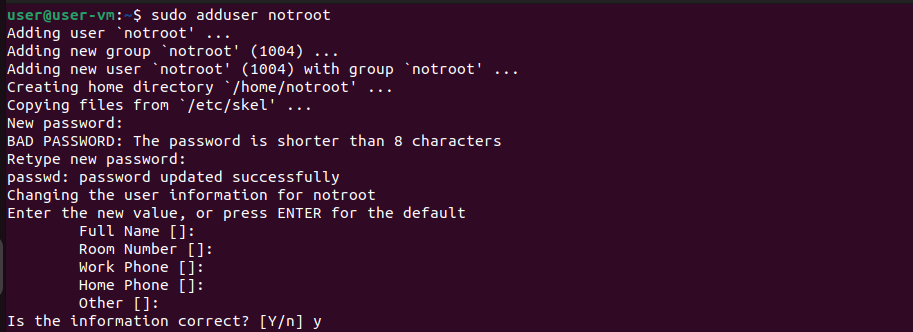 user@user-vm:~$ sudo adduser notroot
Adding user `notroot' ...
Adding new group `notroot' (1004) ...
Adding new user `notroot' (1004) with group `notroot' ...
Creating home directory `/home/notroot' ...
Copying files from `/etc/skel' ...
New password:
BAD PASSWORD: The password is shorter than 8 characters
Retype new password:
passwd: password updated successfully
Changing the user information for notroot
Enter the new value, or press ENTER for the default
        Full Name []:
        Room Number []:
        Work Phone []:
        Home Phone []:
        Other []:
Is the information correct? [Y/n] y